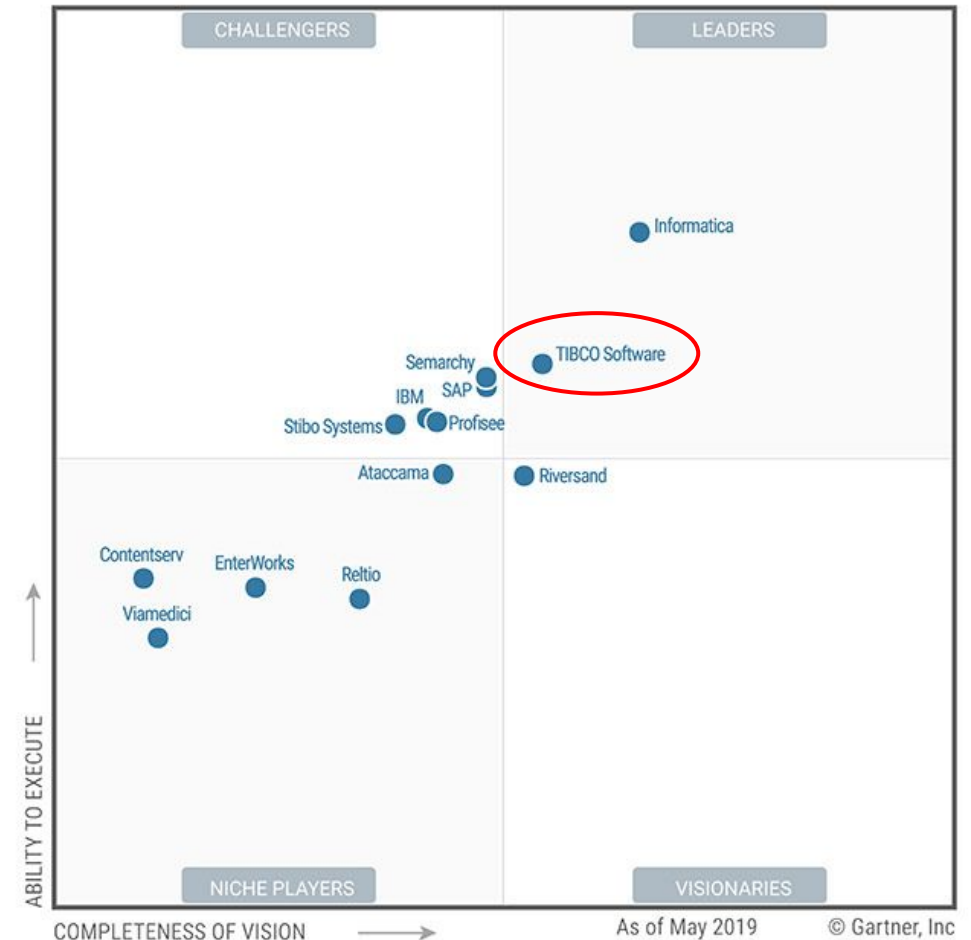 CHALLENGERS
LEADERS
Informatica
TIBCO Software
Semarchy
SAP
IBM
Stibo Systems
Profisee
Ataccama
Riversand
Contentserv
EnterWorks
Reltio
Viamedici
ABILITY TO EXECUTE
NICHE PLAYERS
VISIONARIES
COMPLETENESS OF VISION
As of May 2019
© Gartner, Inc